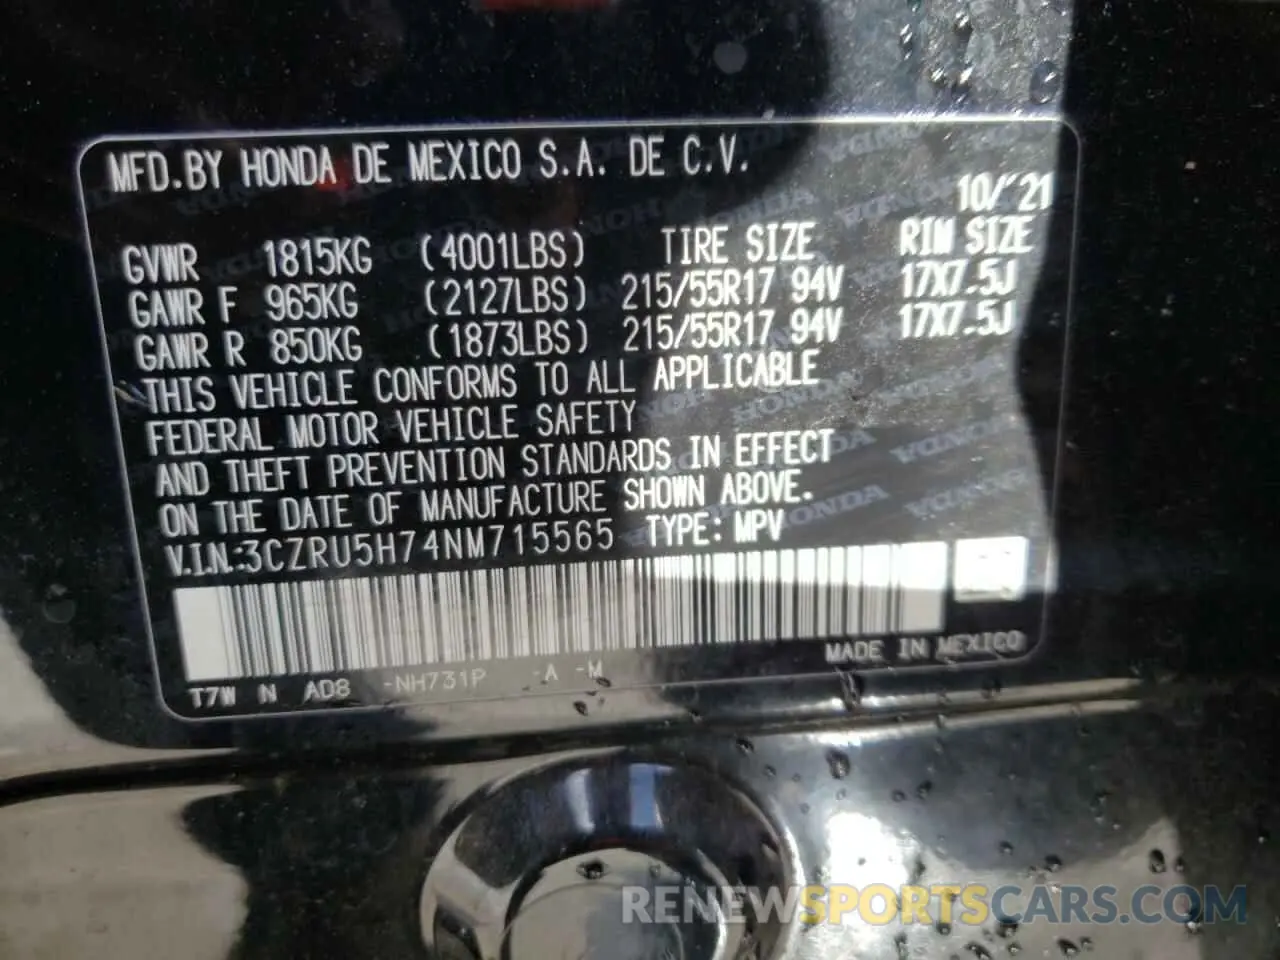 MFD.BY HONDA DE MEXICO S.A. DE C.V.
10/'21
GVWR 1815KG (4001LBS) TIRE SIZE RIM SIZE
GAWR F 965KG (2127LBS) 215/55R17 94V 17X7.5J
GAWR R 850KG (1873LBS) 215/55R17 94V 17X7.5J
THIS VEHICLE CONFORMS TO ALL APPLICABLE
FEDERAL MOTOR VEHICLE SAFETY
AND THEFT PREVENTION STANDARDS IN EFFECT
ON THE DATE OF MANUFACTURE SHOWN ABOVE.
V.I.N.:3CZRU5H74NM715565 TYPE: MPV
MADE IN MEXICO
T7W N AD8 -NH731P -A -M
RENEWSPORTSCARS.COM